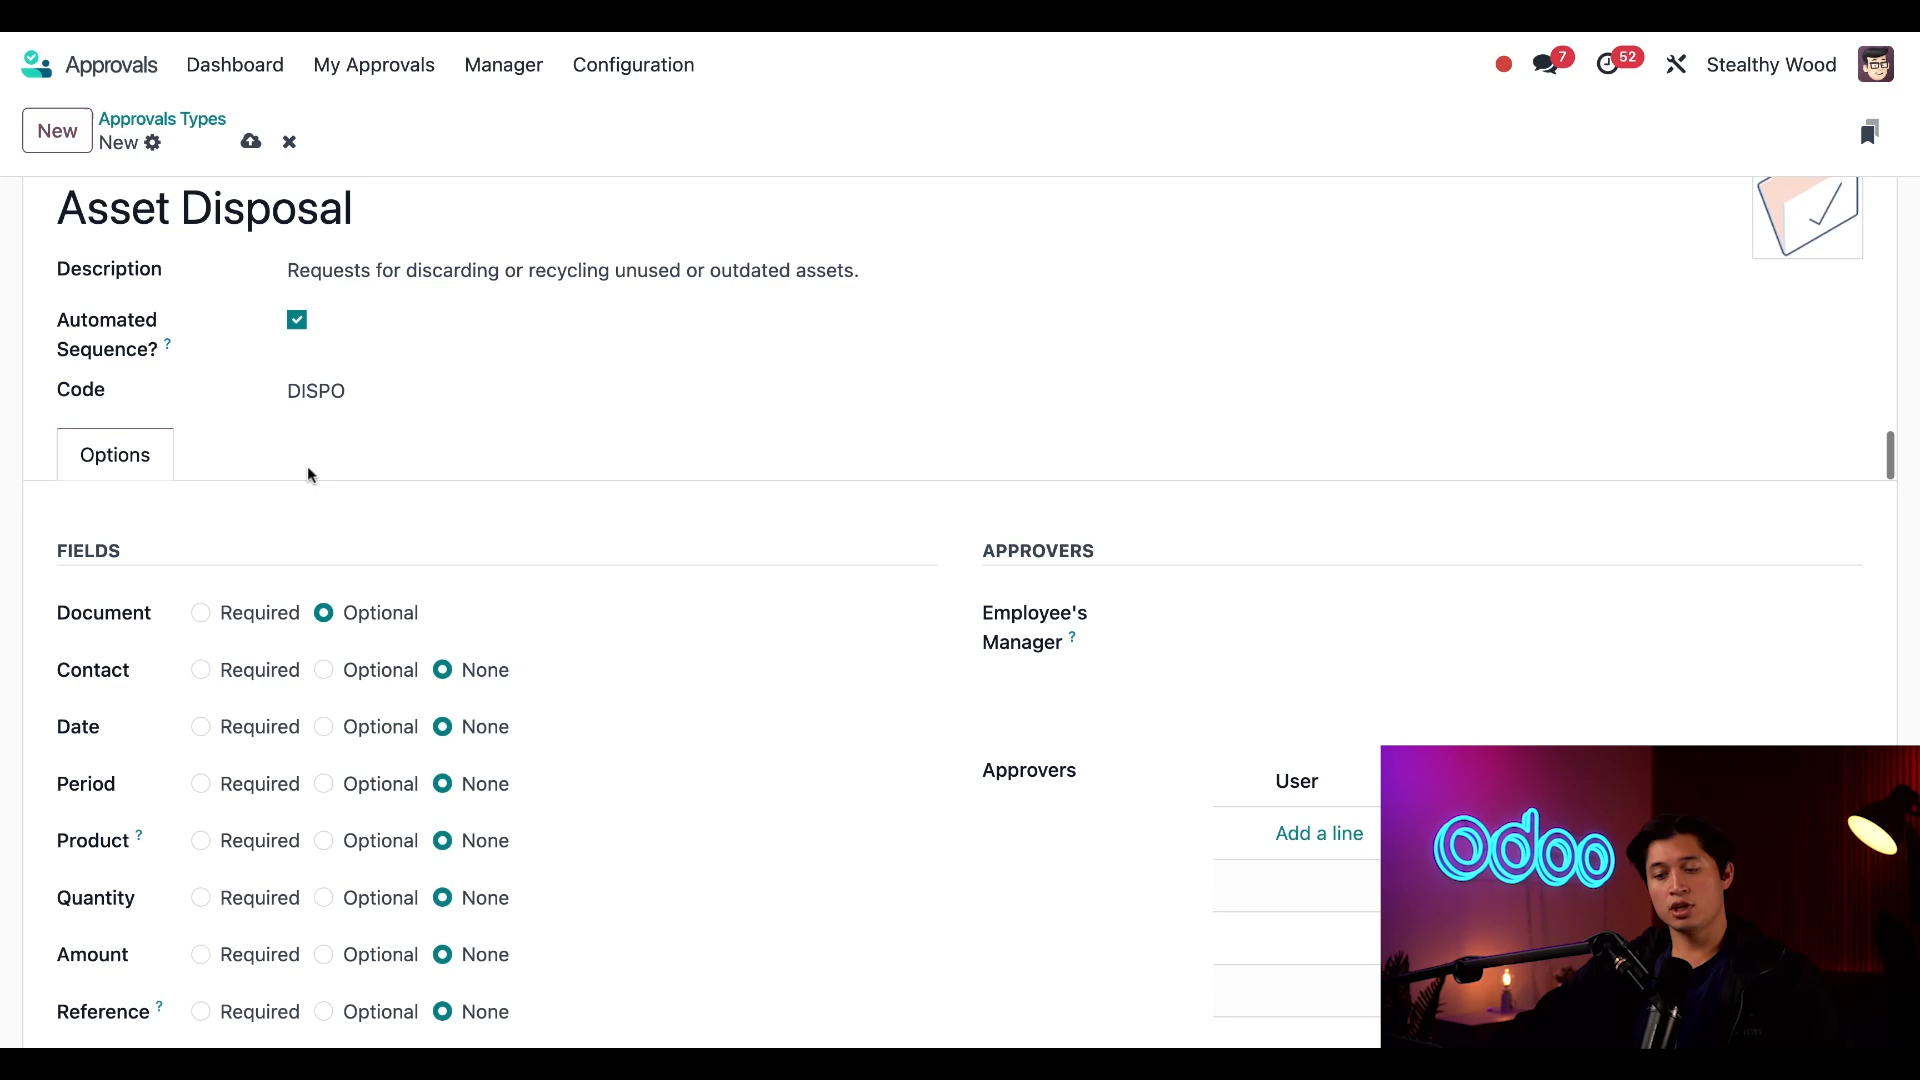 Approvals Dashboard My Approvals Manager Configuration 7 52 Stealthy Wood
New Approvals Types
New
Asset Disposal
Description Requests for discarding or recycling unused or outdated assets.
Automated
Sequence? ?
Code DISPO
Options
FIELDS
Document Required Optional
Contact Required Optional None
Date Required Optional None
Period Required Optional None
Product ? Required Optional None
Quantity Required Optional None
Amount Required Optional None
Reference ? Required Optional None
APPROVERS
Employee's
Manager ?
Approvers User
Add a line
odoo